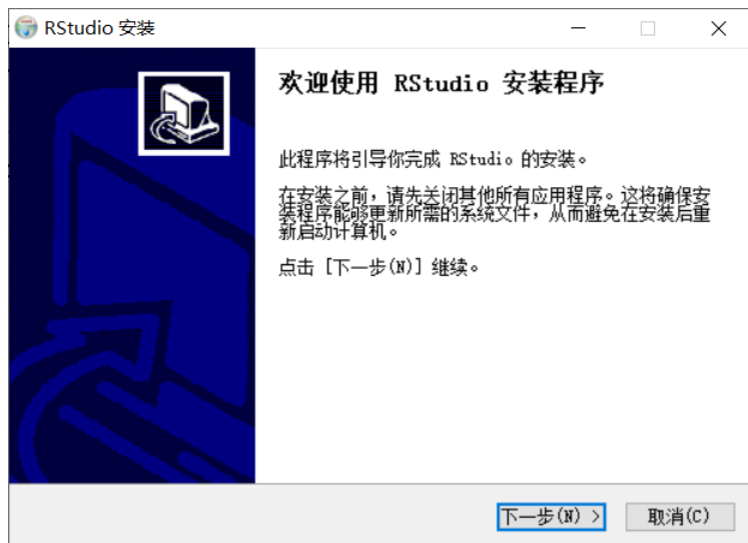 RStudio 安装
欢迎使用 RStudio 安装程序
此程序将引导你完成 RStudio 的安装。
在安装之前，请先关闭其他所有应用程序。这将确保安
装程序能够更新所需的系统文件，从而避免在安装后重
新启动计算机。
点击 [下一步(N)] 继续。
下一步(N) >
取消(C)